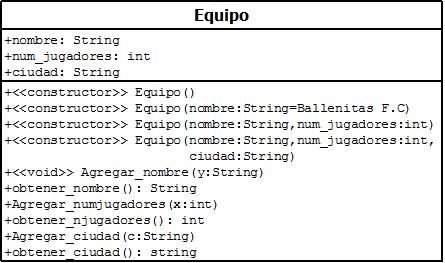 Equipo
+nombre: String
+num_jugadores: int
+ciudad: String
+<<constructor>> Equipo()
+<<constructor>> Equipo(nombre:String=Ballenitas F.C)
+<<constructor>> Equipo(nombre:String,num_jugadores:int)
+<<constructor>> Equipo(nombre:String,num_jugadores:int,
ciudad:String)
+<<void>> Agregar_nombre(y:String)
+obtener_nombre(): String
+Agregar_numjugadores(x:int)
+obtener_njugadores(): int
+Agregar_ciudad(c:String)
+obtener_ciudad(): string